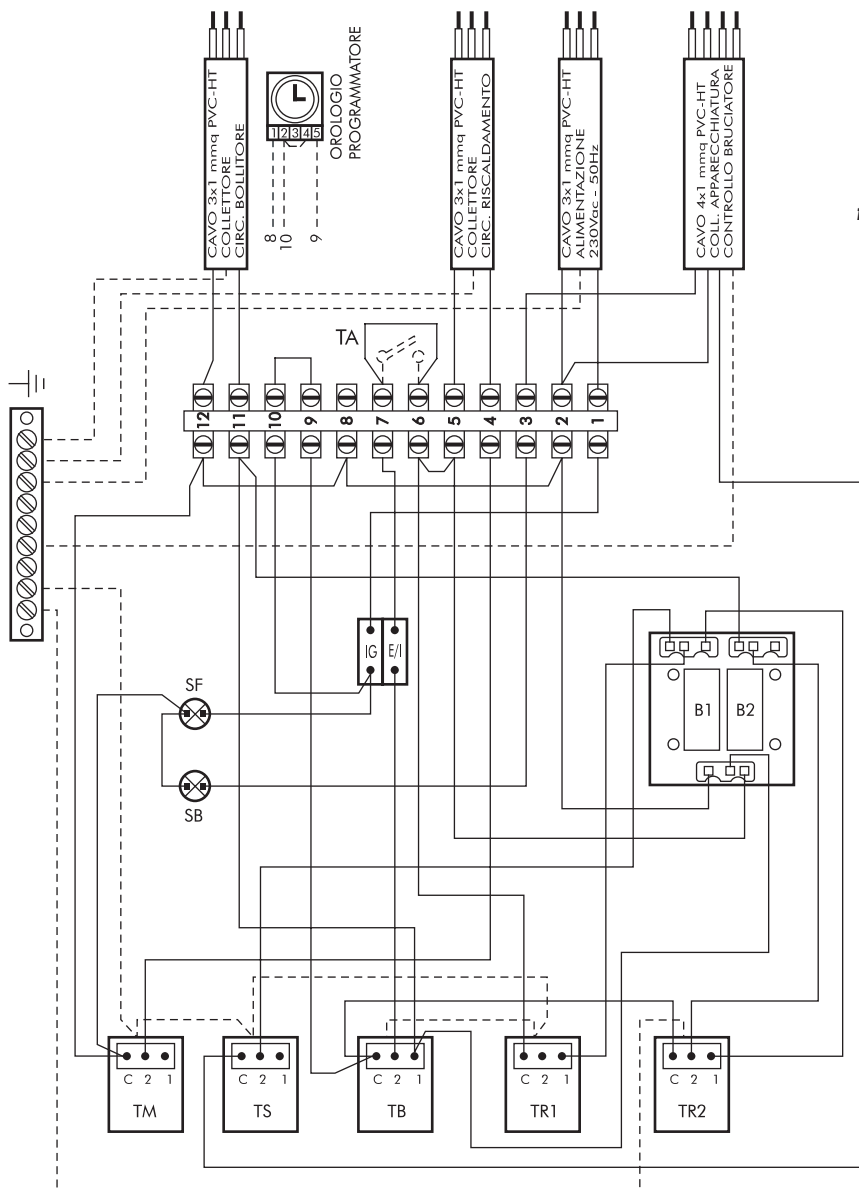 CAVO 3x1 mmq PVC-HT
COLLETTORE
CIRC. BOLLITORE
1 2 3 4 5
OROLOGIO
PROGRAMMATORE
8
10
9
CAVO 3x1 mmq PVC-HT
COLLETTORE
CIRC. RISCALDAMENTO
CAVO 3x1 mmq PVC-HT
ALIMENTAZIONE
230Vac - 50Hz
CAVO 4x1 mmq PVC-HT
COLL. APPARECCHIATURA
CONTROLLO BRUCIATORE
TA
12 11 10 9 8 7 6 5 4 3 2 1
IG E/I
SF
SB
B1 B2
C 2 1
TM
C 2 1
TS
C 2 1
TB
C 2 1
TR1
C 2 1
TR2